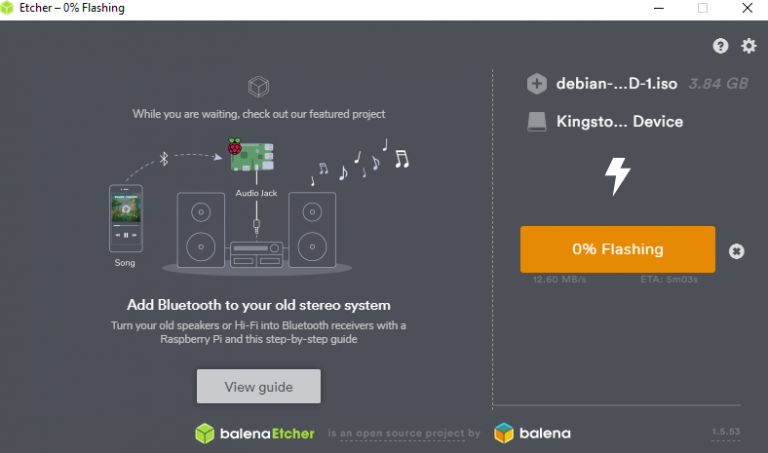 Etcher – 0% Flashing
While you are waiting, check out our featured project
Audio Jack
Song
Add Bluetooth to your old stereo system
Turn your old speakers or Hi-Fi into Bluetooth receivers with a
Raspberry Pi and this step-by-step guide
View guide
debian-...D-1.iso 3.84 GB
Kingsto... Device
0% Flashing
12.60 MB/s ETA: 5m03s
balenaEtcher is an open source project by balena
1.5.53